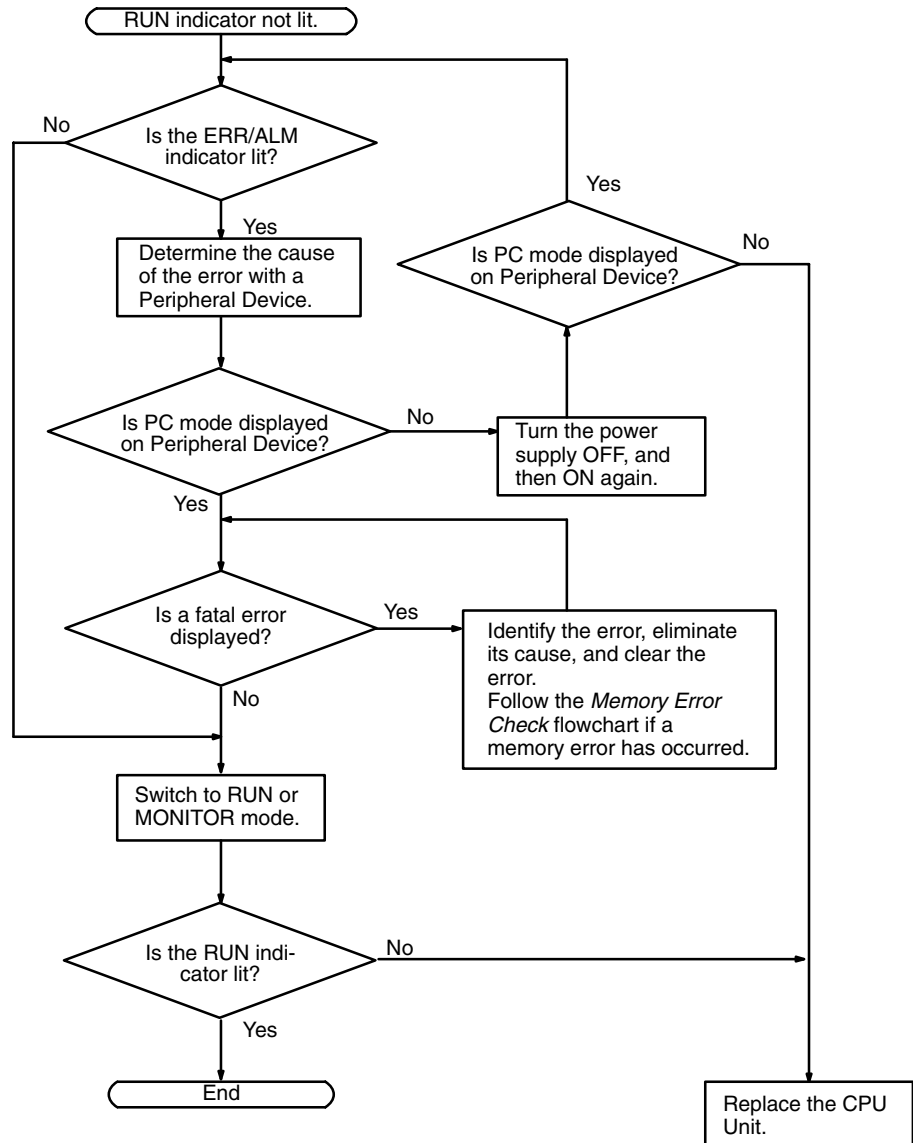 RUN indicator not lit.
No
Is the ERR/ALM
indicator lit?
Yes
Yes
Determine the cause
of the error with a
Peripheral Device.
Is PC mode displayed
on Peripheral Device?
No
Is PC mode displayed
on Peripheral Device?
No
Turn the power
supply OFF, and
then ON again.
Yes
Is a fatal error
displayed?
Yes
Identify the error, eliminate
its cause, and clear the
error.
Follow the Memory Error
Check flowchart if a
memory error has occurred.
No
Switch to RUN or
MONITOR mode.
Is the RUN indi-
cator lit?
No
Yes
End
Replace the CPU
Unit.